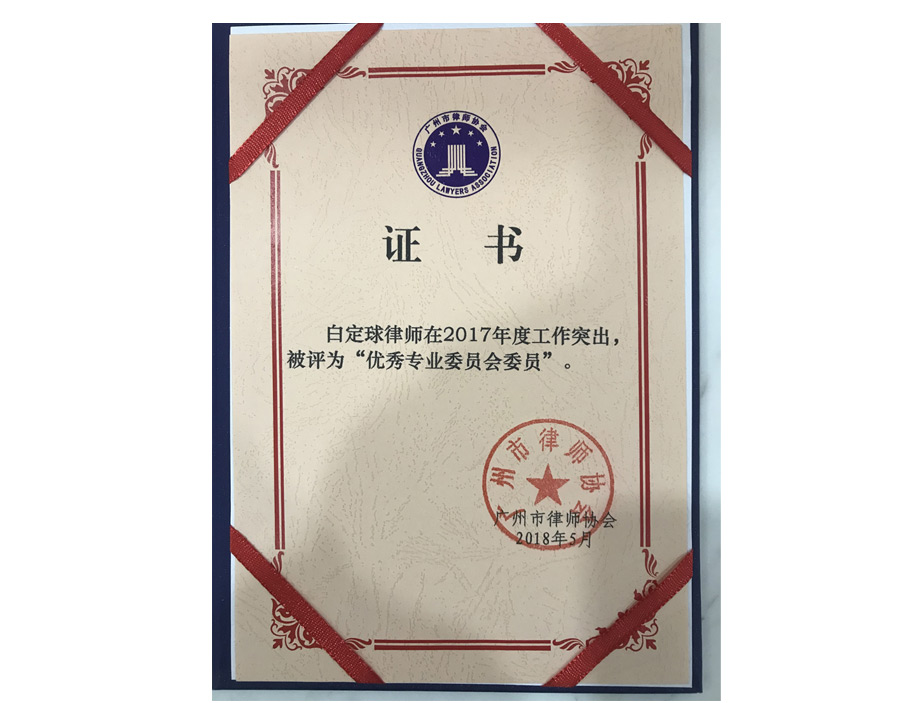 广州市律师协会
GUANGZHOU LAWYERS ASSOCIATION
证 书
白定球律师在2017年度工作突出，
被评为“优秀专业委员会委员”。
广州市律师协会
广州市律师协会
2018年5月